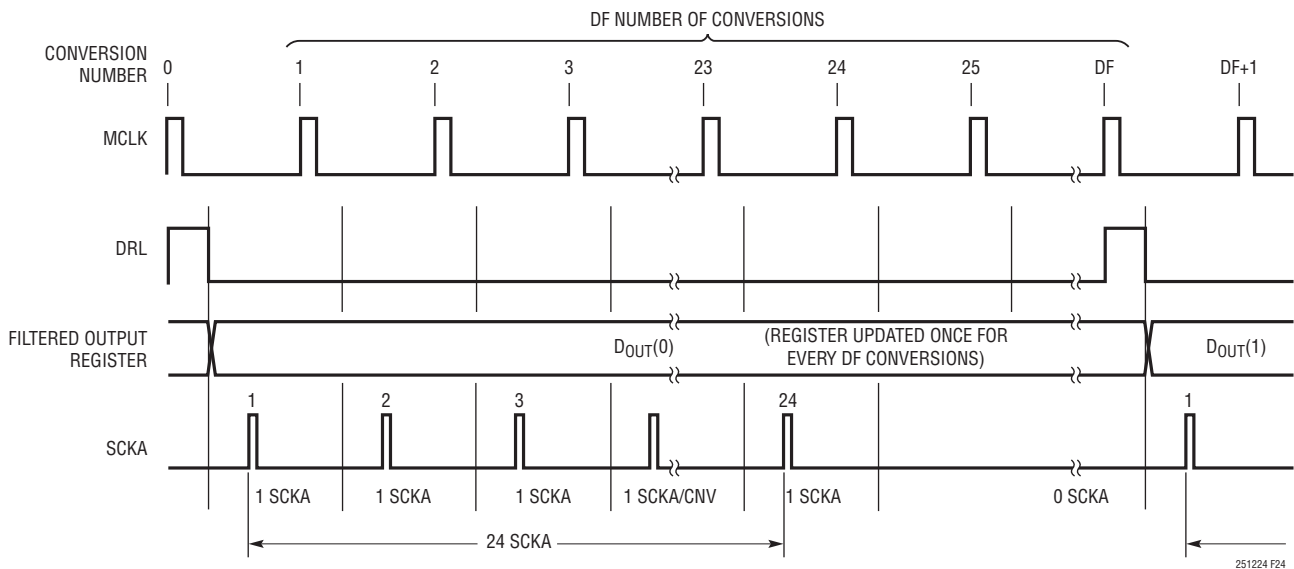 DF NUMBER OF CONVERSIONS
CONVERSION
NUMBER
0 1 2 3 23 24 25 DF DF+1
MCLK
DRL
FILTERED OUTPUT
REGISTER
DOUT(0)
(REGISTER UPDATED ONCE FOR
EVERY DF CONVERSIONS)
DOUT(1)
1 2 3 24 1
SCKA
1 SCKA 1 SCKA 1 SCKA 1 SCKA/CNV 1 SCKA 0 SCKA
24 SCKA
251224 F24